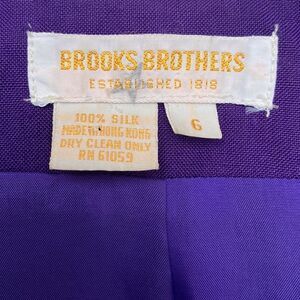 BROOKS BROTHERS
ESTABLISHED 1818
6
100% SILK
MADE IN HONG KONG
DRY CLEAN ONLY
RN 61059